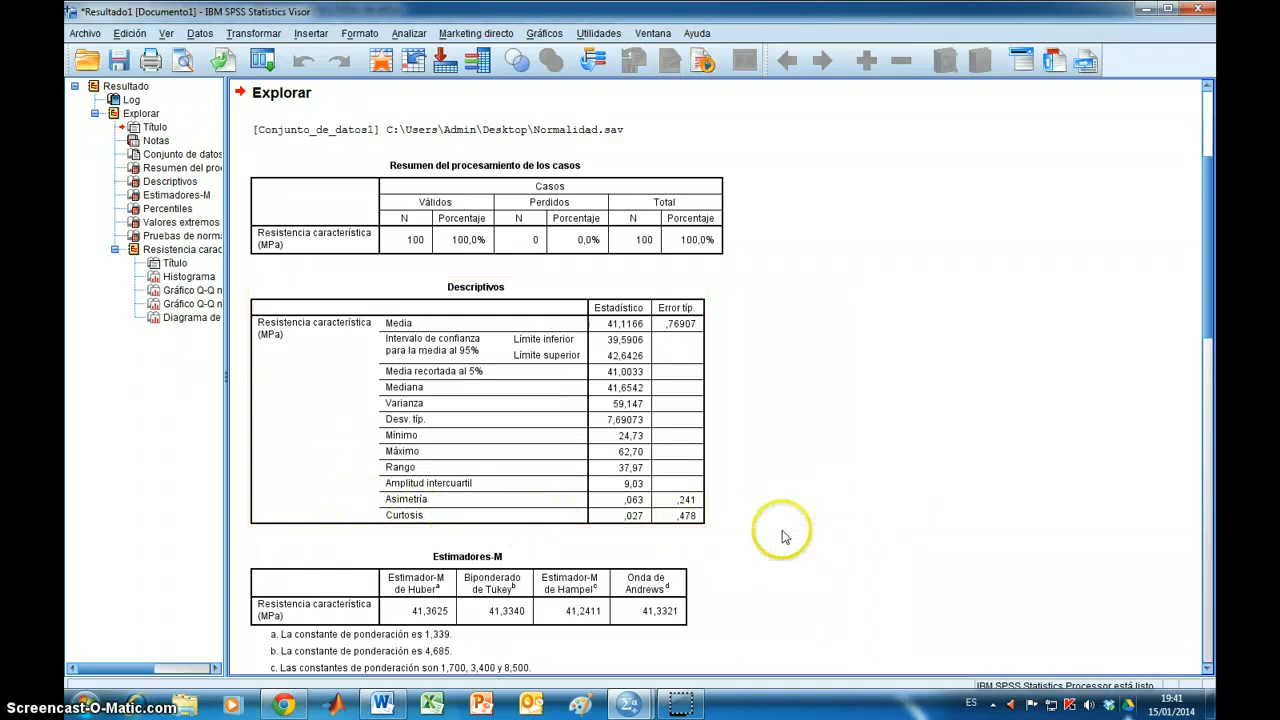 *Resultado1 [Documento1] - IBM SPSS Statistics Visor
Archivo Edición Ver Datos Transformar Insertar Formato Analizar Marketing directo Gráficos Utilidades Ventana Ayuda
Resultado
Log
Explorar
Título
Notas
Conjunto de datos
Resumen del pro
Descriptivos
Estimadores-M
Percentiles
Valores extremos
Pruebas de norma
Resistencia carac
Título
Histograma
Gráfico Q-Q n
Gráfico Q-Q n
Diagrama de
Explorar
[Conjunto_de_datos1] C:\Users\Admin\Desktop\Normalidad.sav
Resumen del procesamiento de los casos
Casos
Válidos Perdidos Total
N Porcentaje N Porcentaje N Porcentaje
Resistencia característica (MPa) 100 100,0% 0 0,0% 100 100,0%
Descriptivos
Estadístico Error típ.
Resistencia característica (MPa) Media 41,1166 ,76907
Intervalo de confianza para la media al 95% Límite inferior 39,5906
Límite superior 42,6426
Media recortada al 5% 41,0033
Mediana 41,6542
Varianza 59,147
Desv. típ. 7,69073
Mínimo 24,73
Máximo 62,70
Rango 37,97
Amplitud intercuartil 9,03
Asimetría ,063 ,241
Curtosis ,027 ,478
Estimadores-M
Estimador-M de Huberᵃ Biponderado de Tukeyᵇ Estimador-M de Hampelᶜ Onda de Andrewsᵈ
Resistencia característica (MPa) 41,3625 41,3340 41,2411 41,3321
a. La constante de ponderación es 1,339.
b. La constante de ponderación es 4,685.
c. Las constantes de ponderación son 1,700, 3,400 y 8,500.
IBM SPSS Statistics Processor está listo
ES
19:41
15/01/2014
Screencast-O-Matic.com